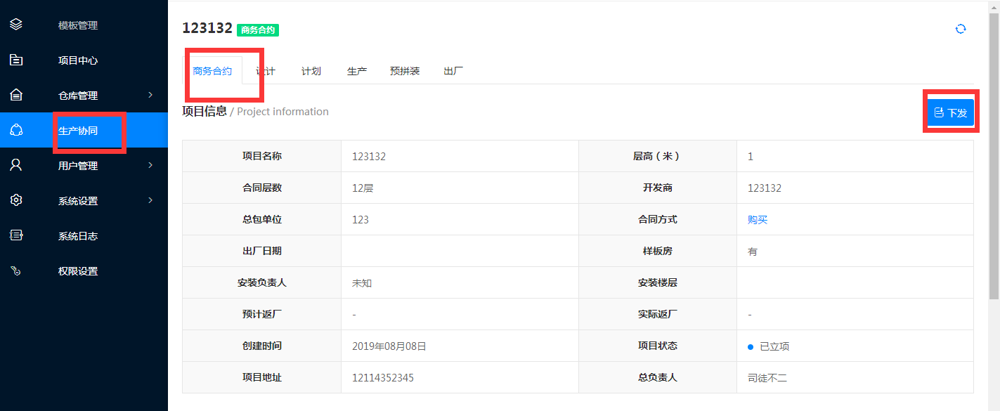 模板管理
项目中心
仓库管理
生产协同
用户管理
系统设置
系统日志
权限设置
123132 商务合约
商务合约 设计 计划 生产 预拼装 出厂
项目信息 / Project information
下发
项目名称 123132 层高（米） 1
合同层数 12层 开发商 123132
总包单位 123 合同方式 购买
出厂日期 样板房 有
安装负责人 未知 安装楼层
预计返厂 - 实际返厂 -
创建时间 2019年08月08日 项目状态 已立项
项目地址 12114352345 总负责人 司徒不二